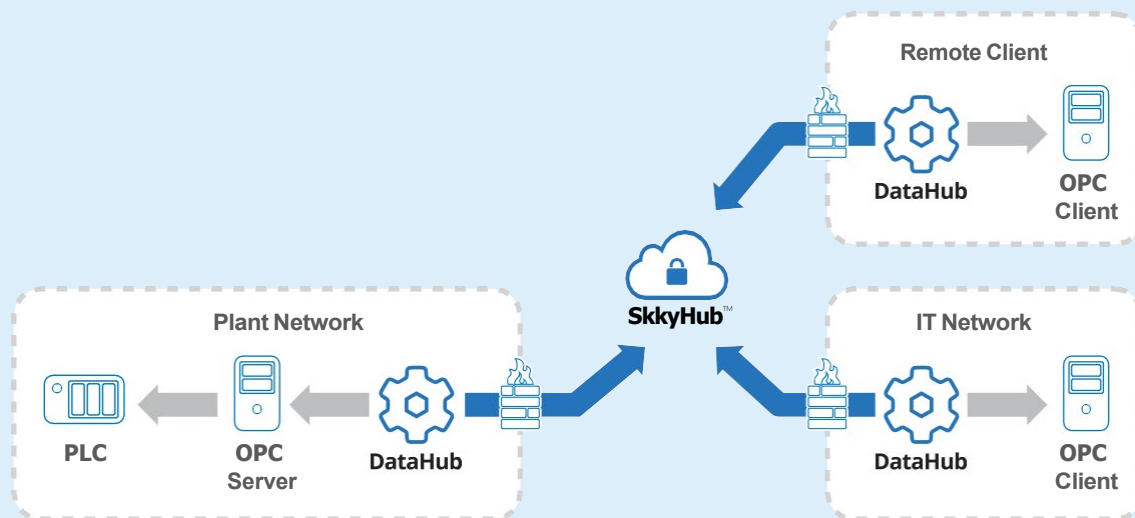 Remote Client
DataHub
OPC
Client
SkkyHub™
Plant Network
PLC
OPC
Server
DataHub
IT Network
DataHub
OPC
Client